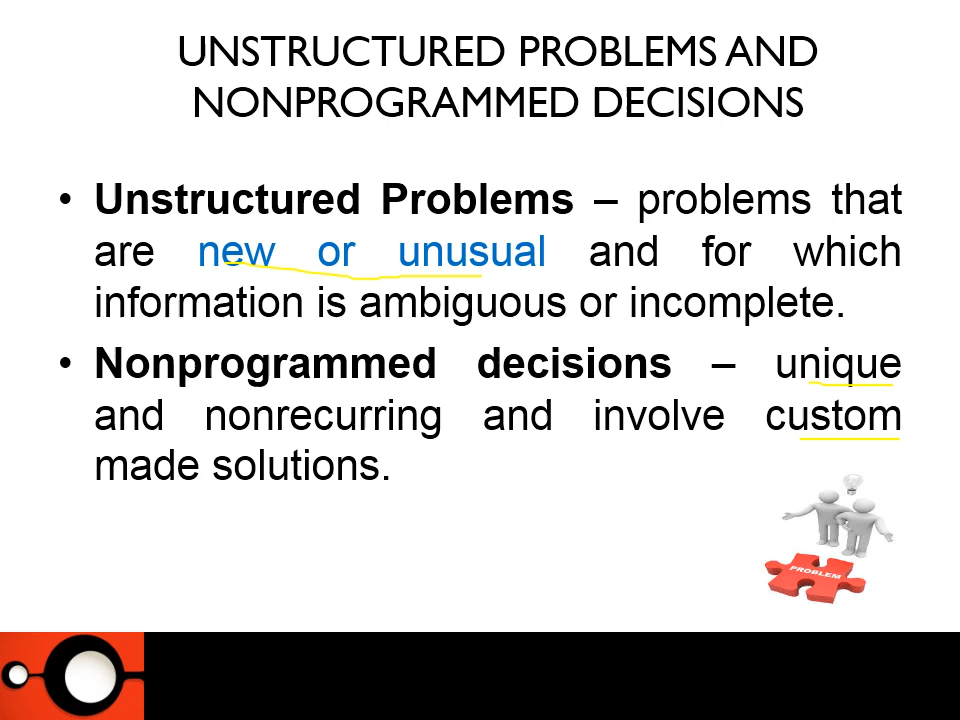 UNSTRUCTURED PROBLEMS AND
NONPROGRAMMED DECISIONS
• Unstructured Problems – problems that
are new or unusual and for which
information is ambiguous or incomplete.
• Nonprogrammed decisions – unique
and nonrecurring and involve custom
made solutions.
PROBLEM